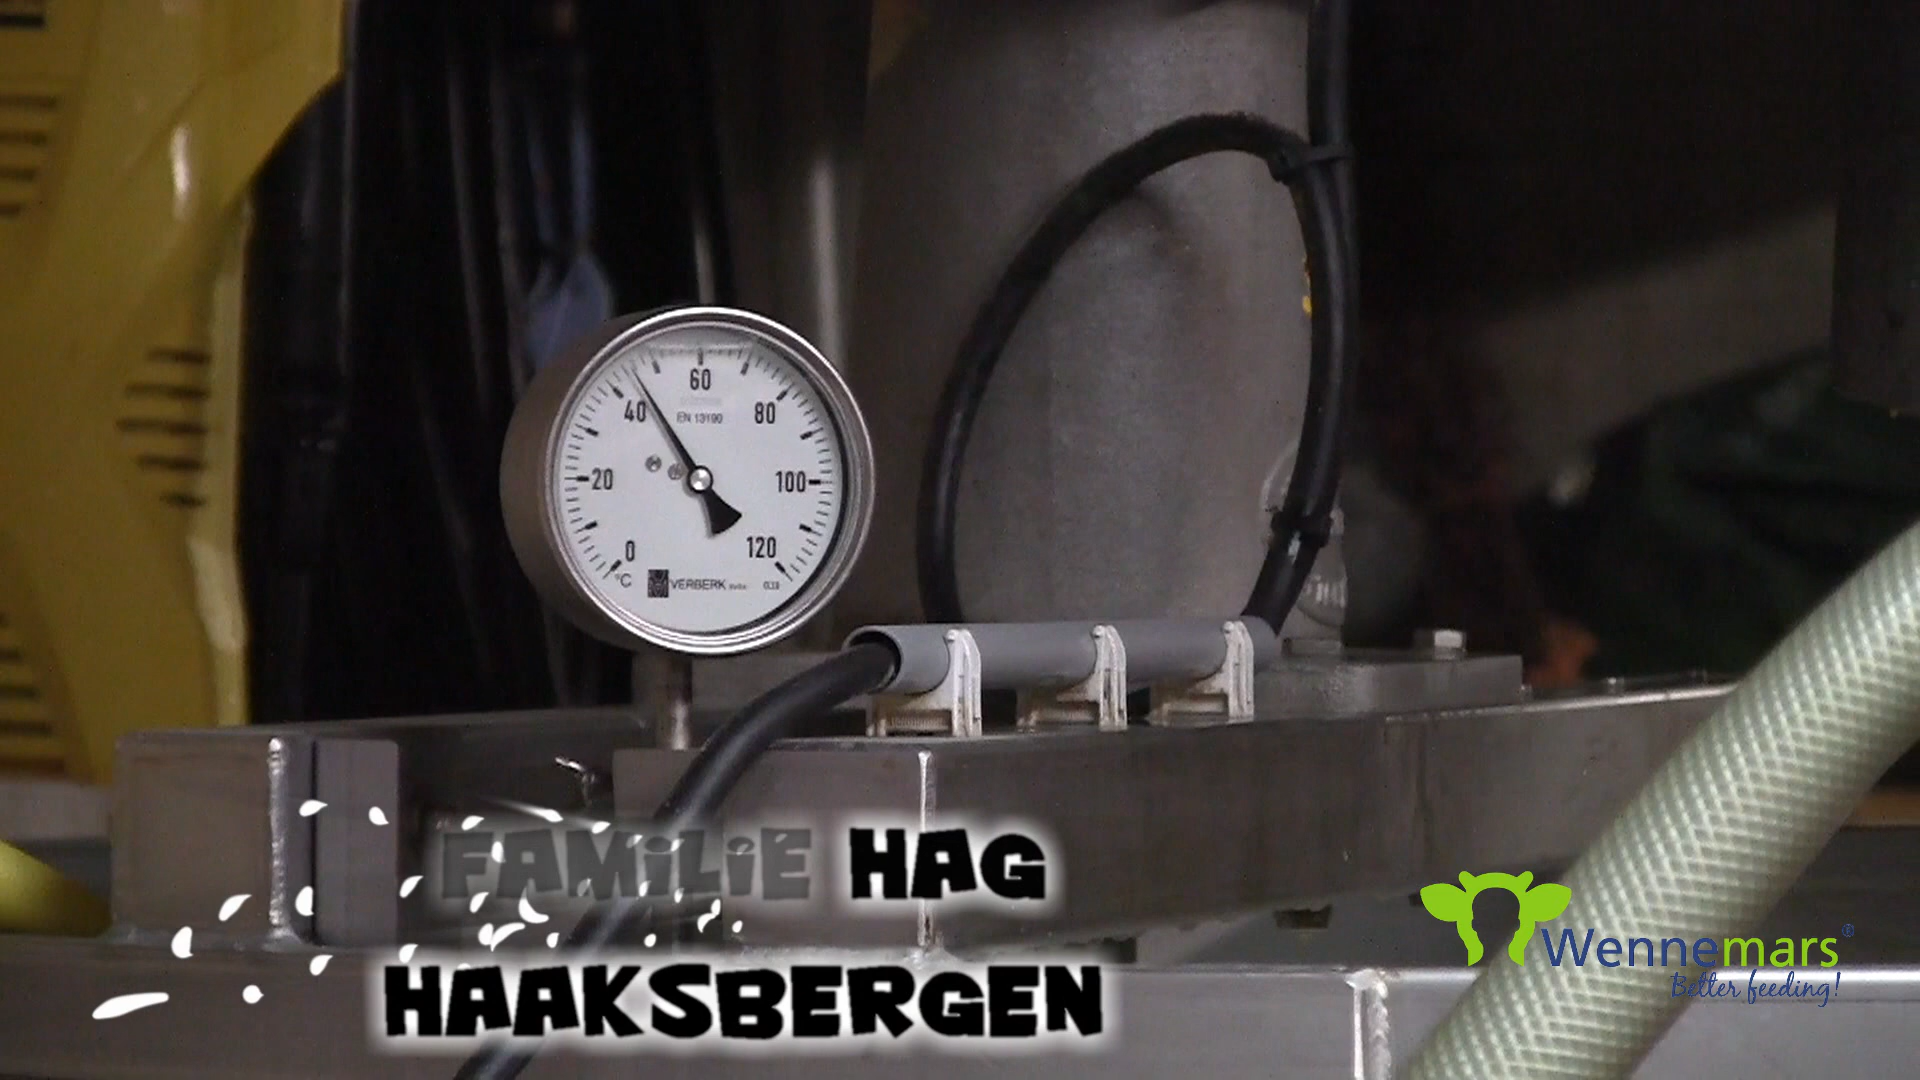 60
40
80
EN 13190
20
100
0
120
°C
VERBERK
FAMILIE HAG
HAAKSBERGEN
Wennemars®
Better feeding!